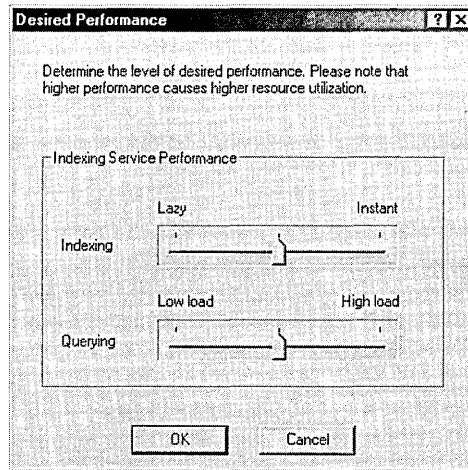 Desired Performance
Determine the level of desired performance. Please note that
higher performance causes higher resource utilization.
Indexing Service Performance
Lazy Instant
Indexing
Low load High load
Querying
OK Cancel